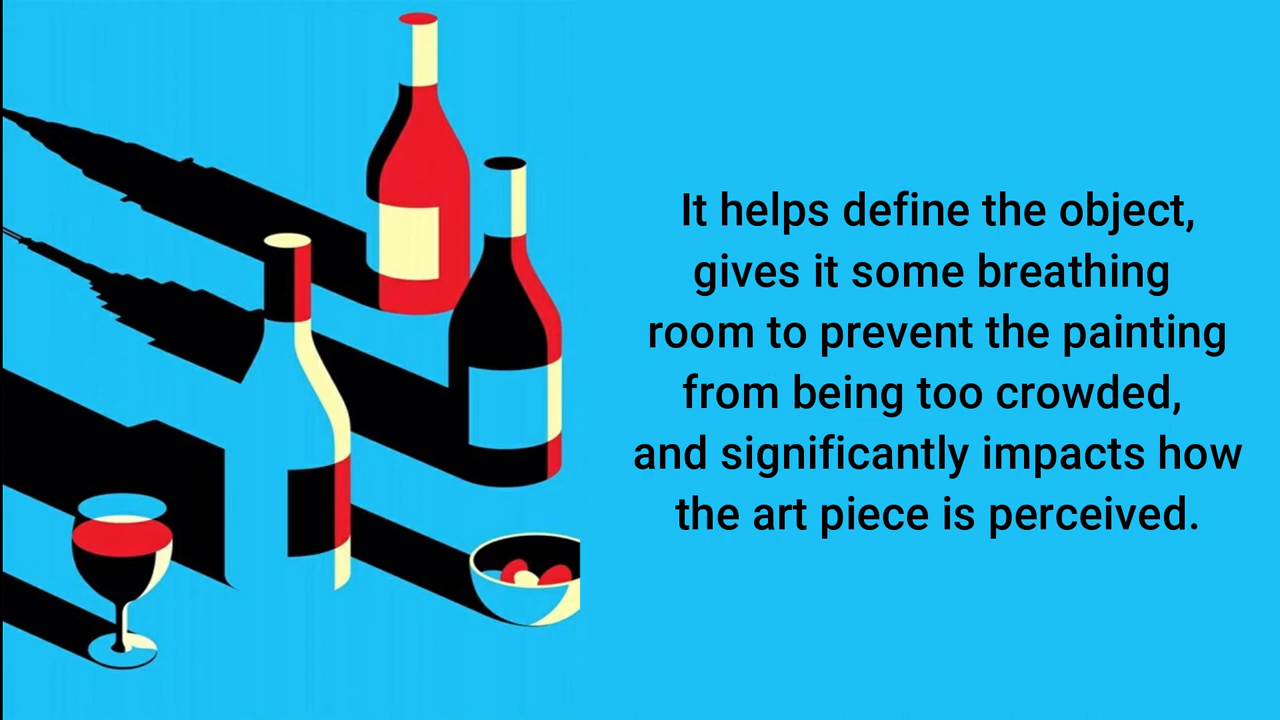 It helps define the object,
gives it some breathing
room to prevent the painting
from being too crowded,
and significantly impacts how
the art piece is perceived.